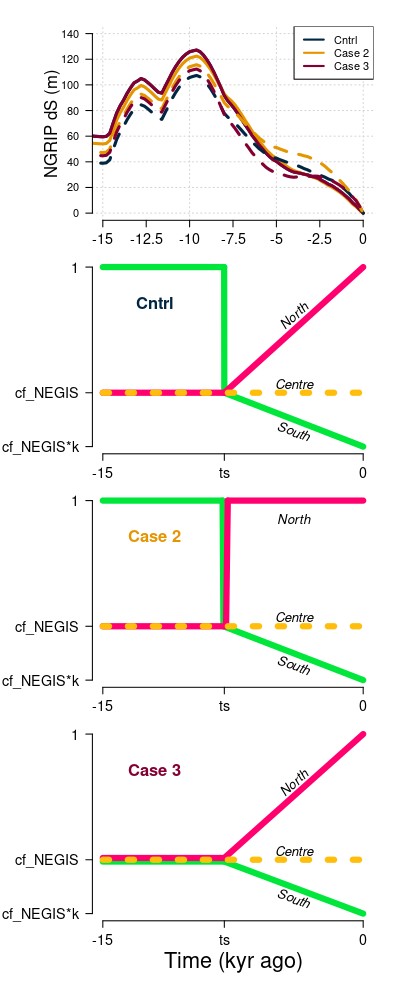 NGRIP dS (m)
140
120
100
80
60
40
20
0
Cntrl
Case 2
Case 3
-15 -12.5 -10 -7.5 -5 -2.5 0
1
cf_NEGIS
cf_NEGIS*k
Cntrl
North
Centre
South
-15 ts 0
1
cf_NEGIS
cf_NEGIS*k
Case 2
North
Centre
South
-15 ts 0
1
cf_NEGIS
cf_NEGIS*k
Case 3
North
Centre
South
-15 ts 0
Time (kyr ago)